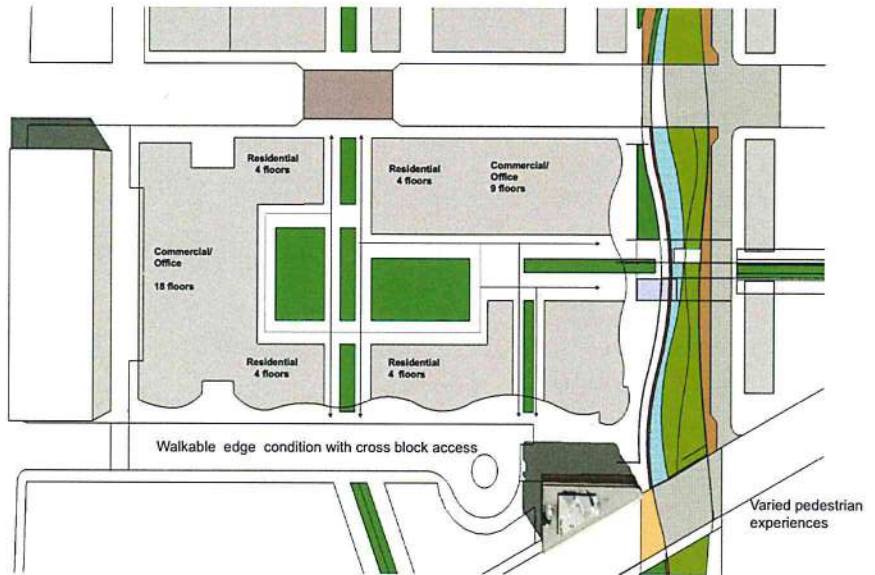 Residential
4 floors
Residential
4 floors
Commercial/
Office
9 floors
Commercial/
Office
18 floors
Residential
4 floors
Residential
4 floors
Walkable edge condition with cross block access
Varied pedestrian
experiences